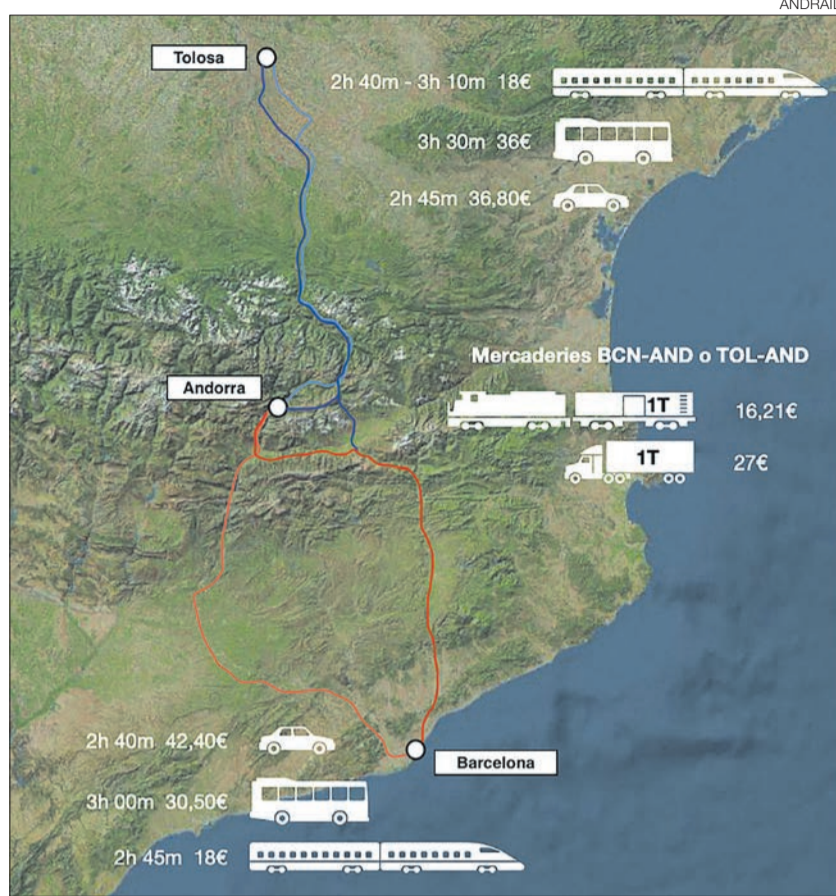 ANDRAIL
Tolosa
2h 40m - 3h 10m 18€
3h 30m 36€
2h 45m 36,80€
Mercaderies BCN-AND o TOL-AND
Andorra
1T
16,21€
1T
27€
2h 40m 42,40€
Barcelona
3h 00m 30,50€
2h 45m 18€